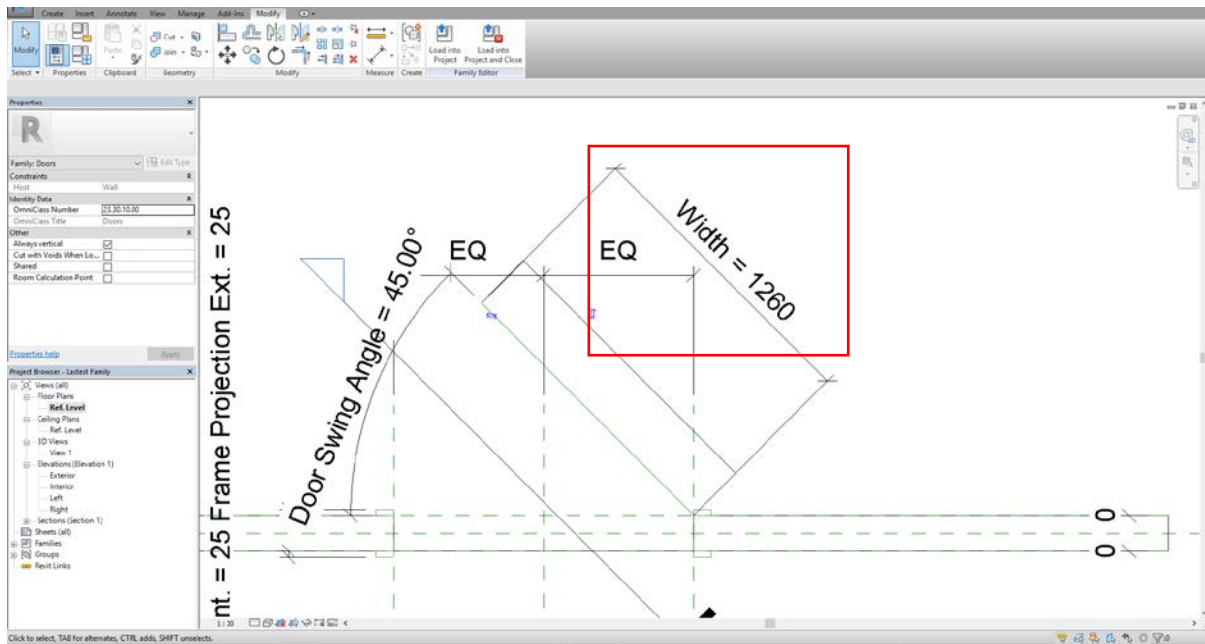 Create Insert Annotate View Manage Add-Ins Modify
Modify
Paste
Cut
Join
Load into
Project
Load into
Project and Close
Select Properties Clipboard Geometry Modify Measure Create Family Editor
Properties
R
Family: Doors
Edit Type
Constraints
Host Wall
Identity Data
OmniClass Number 23.30.10.00
OmniClass Title Doors
Other
Always vertical
Cut with Voids When Lo...
Shared
Room Calculation Point
Properties help
Apply
Project Browser - Lastest Family
Views (all)
Floor Plans
Ref. Level
Ceiling Plans
Ref. Level
3D Views
View 1
Elevations (Elevation 1)
Exterior
Interior
Left
Right
Sections (Section 1)
Sheets (all)
Families
Groups
Revit Links
nt. = 25 Frame Projection Ext. = 25
Door Swing Angle = 45.00°
EQ
EQ
Width = 1260
0
0
1 : 20
Click to select, TAB for alternates, CTRL adds, SHIFT unselects.
:0